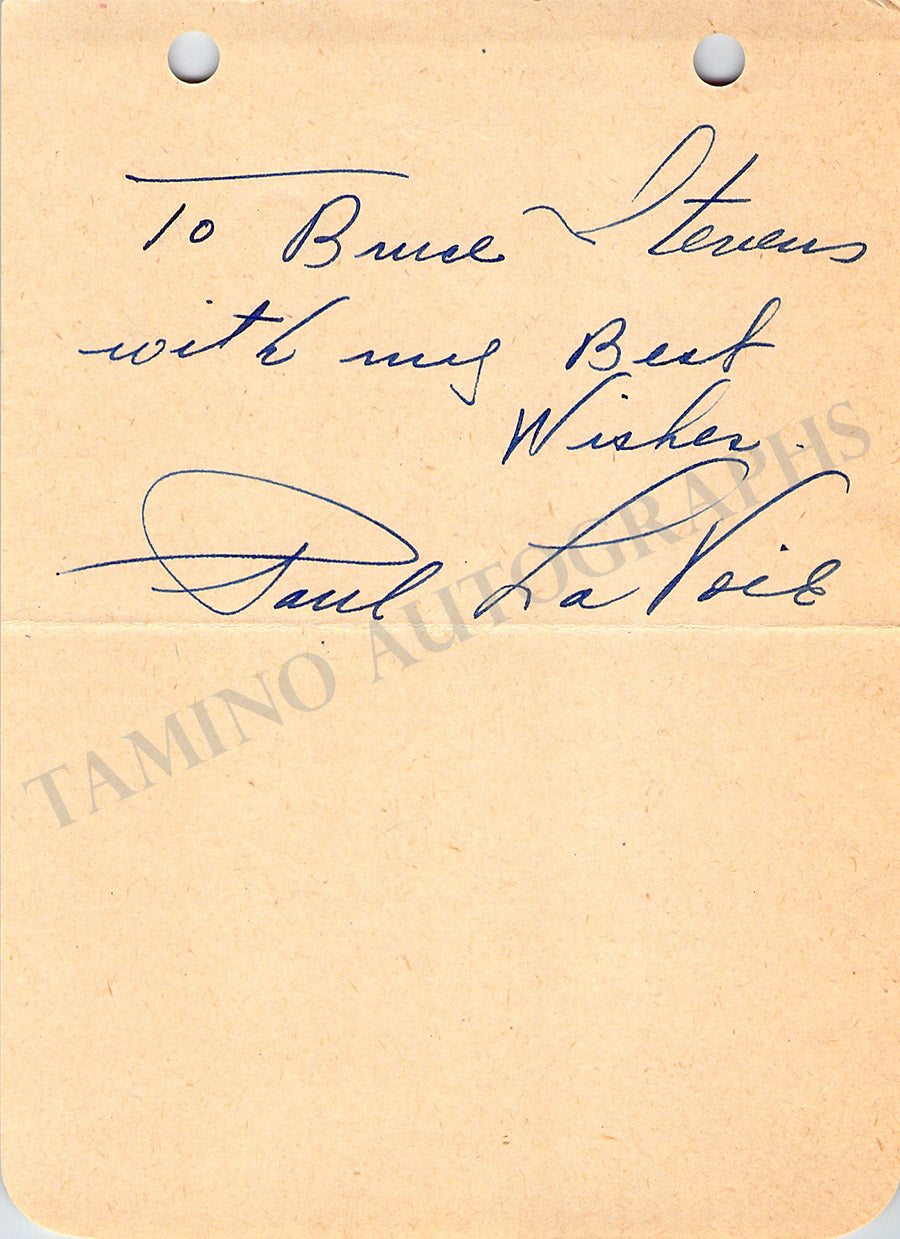 To Bruce Stevens
with my Best
Wishes.
Paul La Voie
TAMINO AUTOGRAPHS